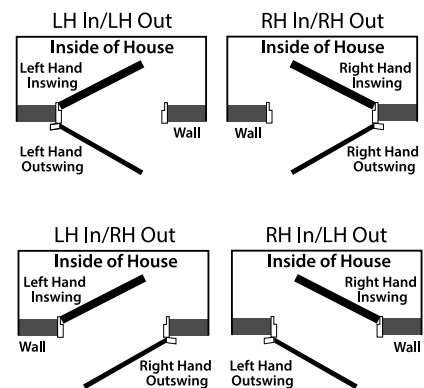 LH In/LH Out
Inside of House
Left Hand
Inswing
Wall
Left Hand
Outswing
RH In/RH Out
Inside of House
Right Hand
Inswing
Wall
Right Hand
Outswing
LH In/RH Out
Inside of House
Left Hand
Inswing
Wall
Right Hand
Outswing
RH In/LH Out
Inside of House
Right Hand
Inswing
Wall
Left Hand
Outswing